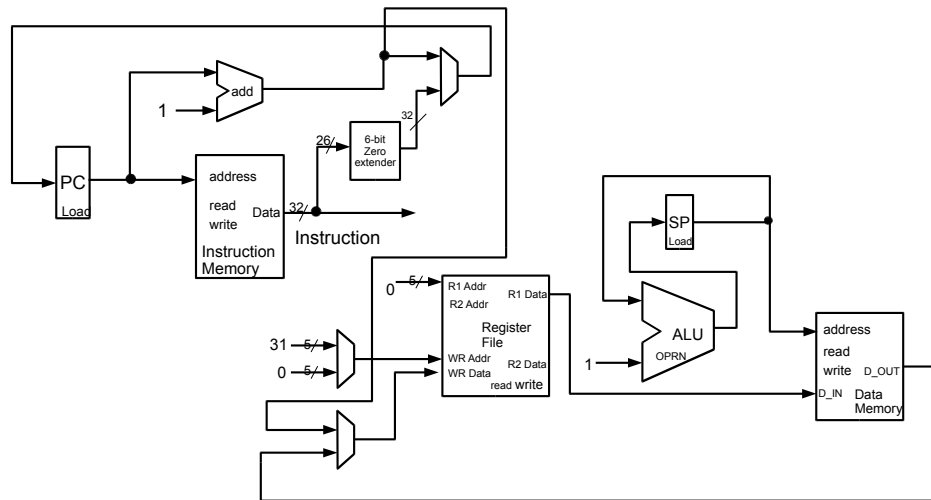 add
1
32
26
6-bit
Zero
extender
PC
Load
address
read
write
Data
32
Instruction
Memory
Instruction
SP
Load
0
5
R1 Addr
R1 Data
R2 Addr
Register
File
31
5
WR Addr
R2 Data
0
5
WR Data
read write
ALU
OPRN
1
address
read
write
D_OUT
D_IN
Data
Memory